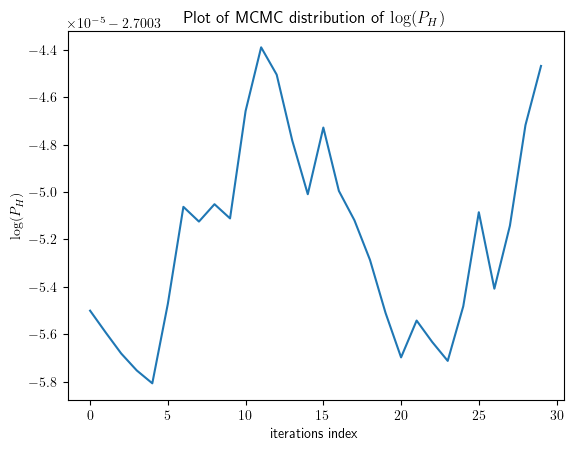 Plot of MCMC distribution of log(P_H)
×10⁻⁵−2.7003
−4.4
−4.6
−4.8
−5.0
−5.2
−5.4
−5.6
−5.8
log(P_H)
0 5 10 15 20 25 30
iterations index